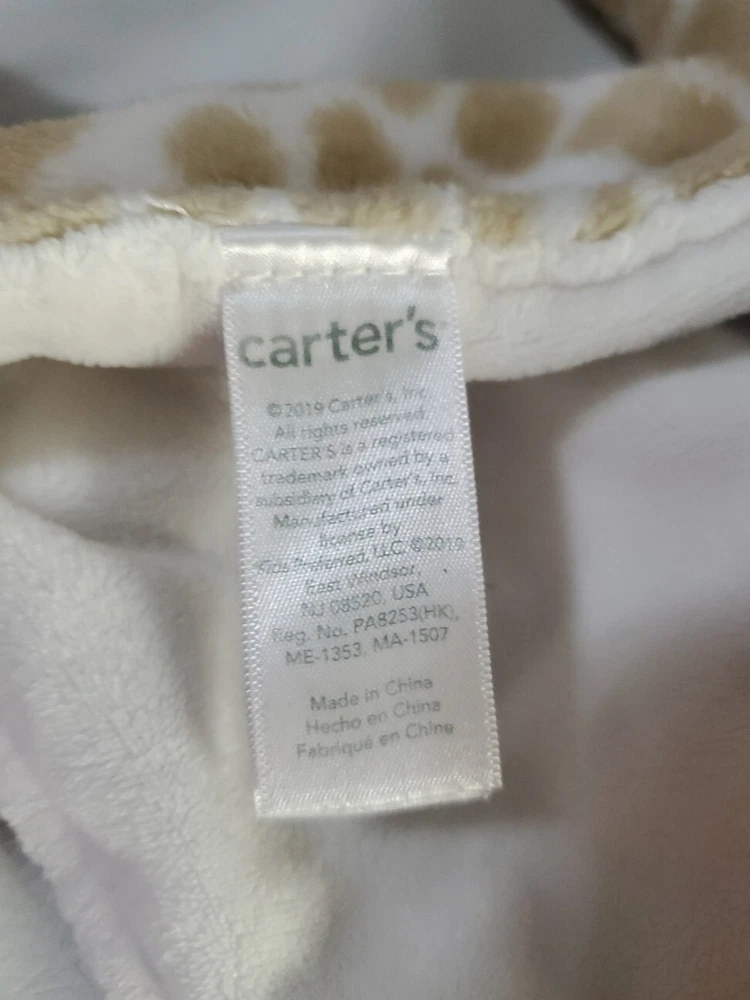 carter's
©2019 Carter's, Inc.
All rights reserved.
CARTER'S is a registered
trademark owned by a
subsidiary of Carter's, Inc.
Manufactured under
license by
Kids Preferred, LLC. ©2019
East Windsor,
NJ 08520, USA
Reg. No. PA8253(HK),
ME-1353, MA-1507
Made in China
Hecho en China
Fabriqué en Chine